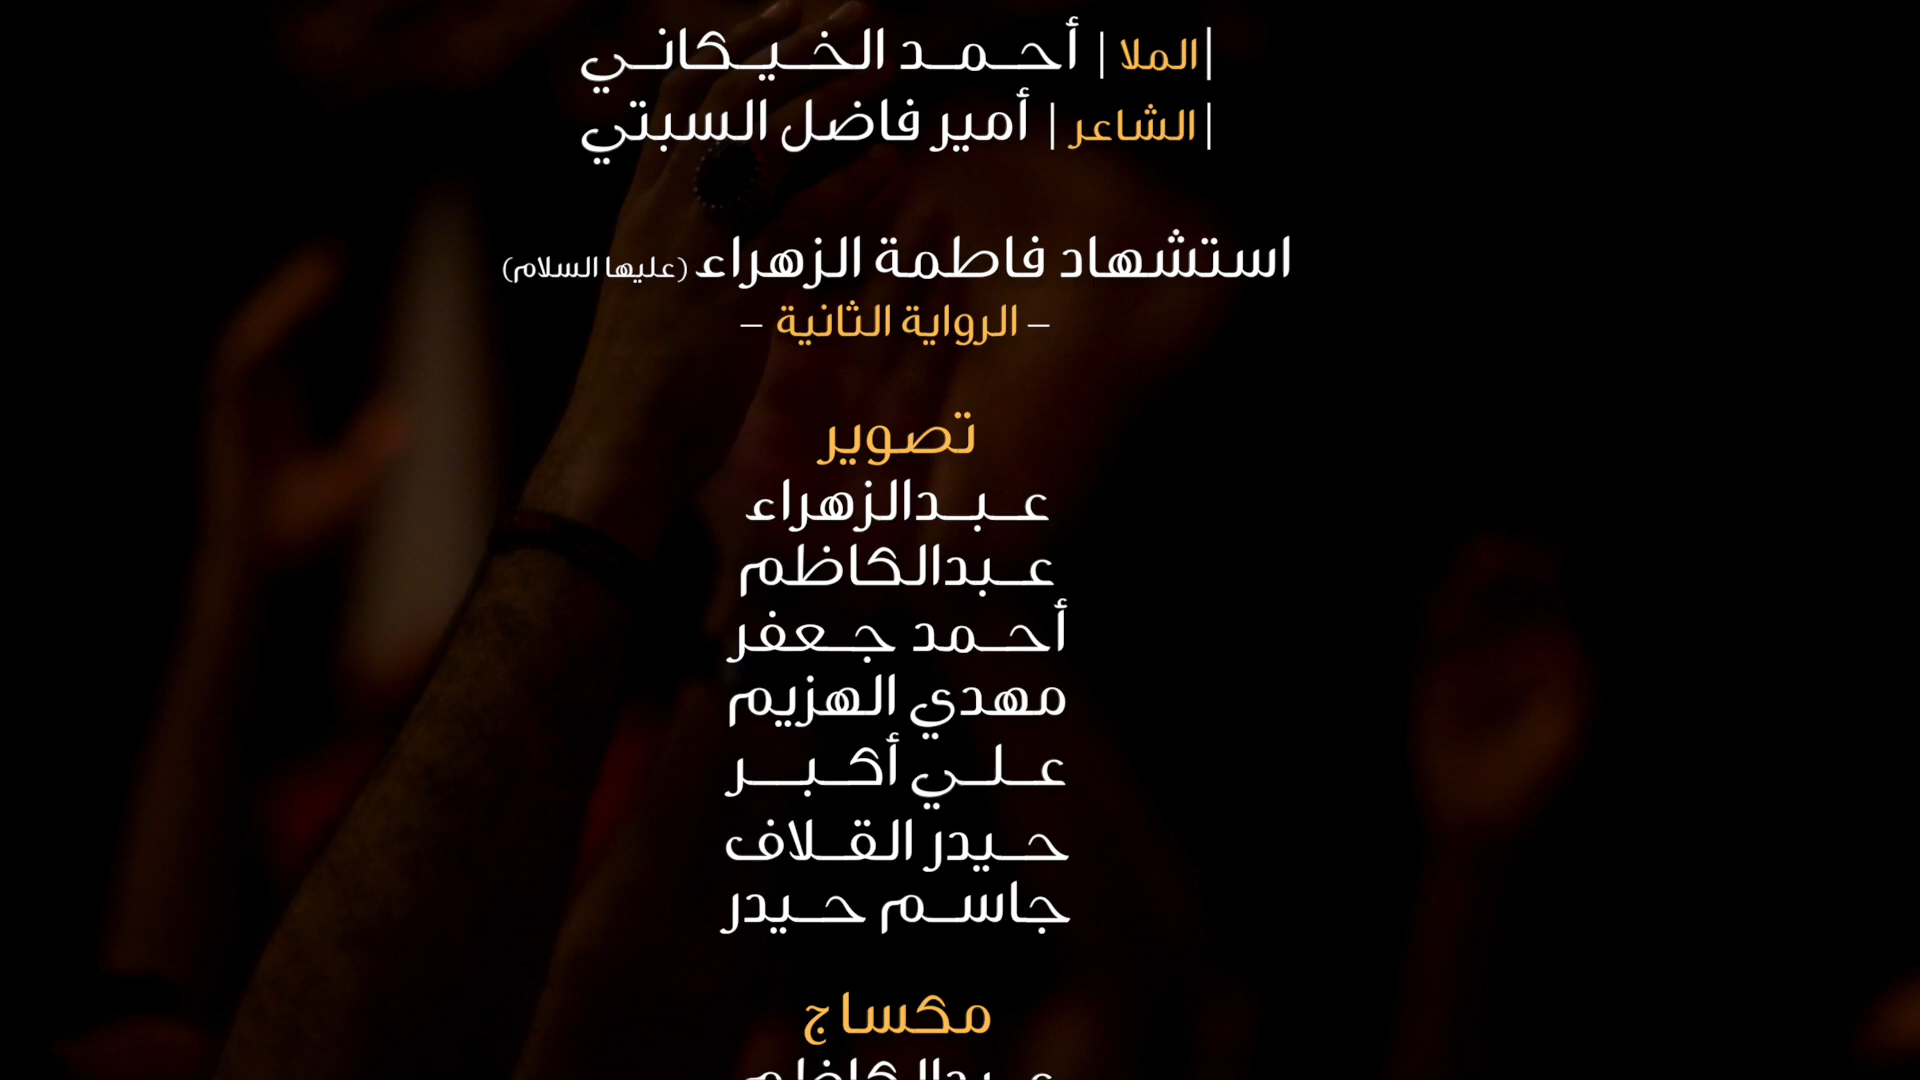 |الملا| أحمد الخيكاني
|الشاعر| أمير فاضل السبتي
استشهاد فاطمة الزهراء (عليها السلام)
- الرواية الثانية -
تصوير
عبدالزهراء
عبدالكاظم
أحمد جعفر
مهدي الهزيم
علي أكبر
حيدر القلاف
جاسم حيدر
مكساج
عبدالكاظم